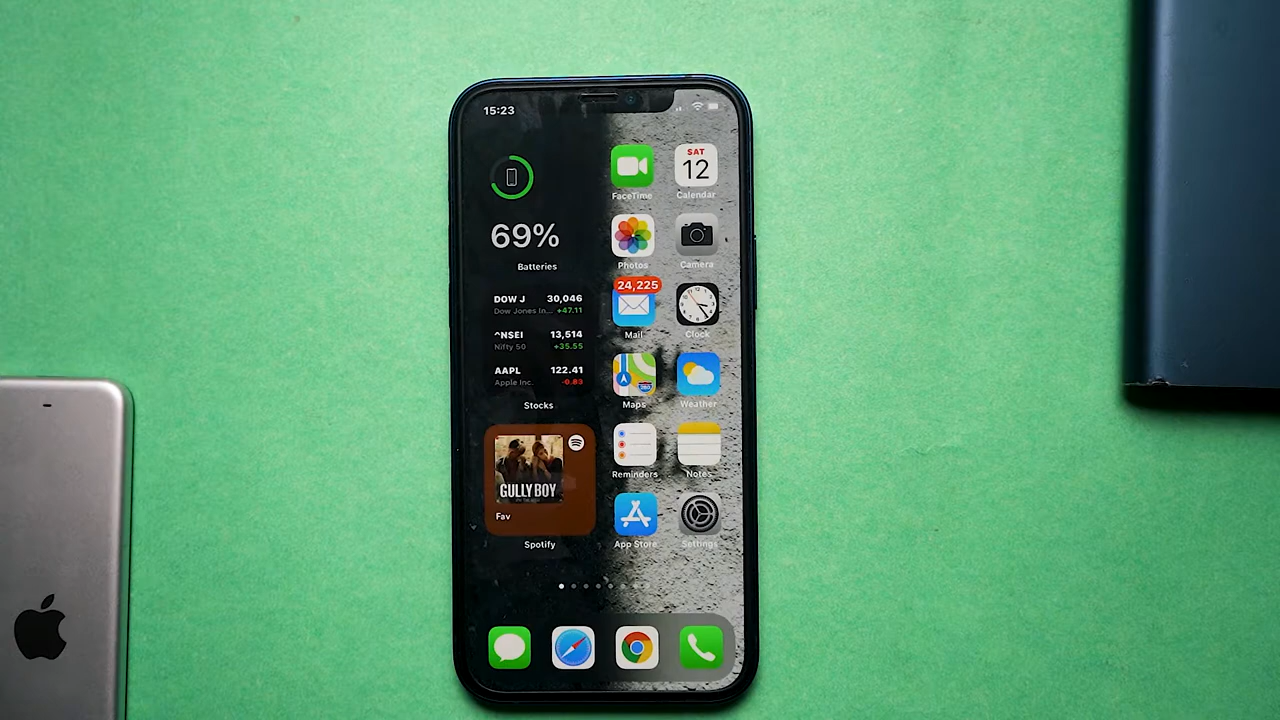 15:23
69%
Batteries
DOW J 30,046
Dow Jones In... +47.11
^NSEI 13,514
Nifty 50 +35.55
AAPL 122.41
Apple Inc. -0.83
Stocks
GULLY BOY
Fav
Spotify
FaceTime
SAT
12
Calendar
Photos
Camera
24,225
Mail
Clock
280
Maps
Weather
Reminders
Notes
App Store
Settings